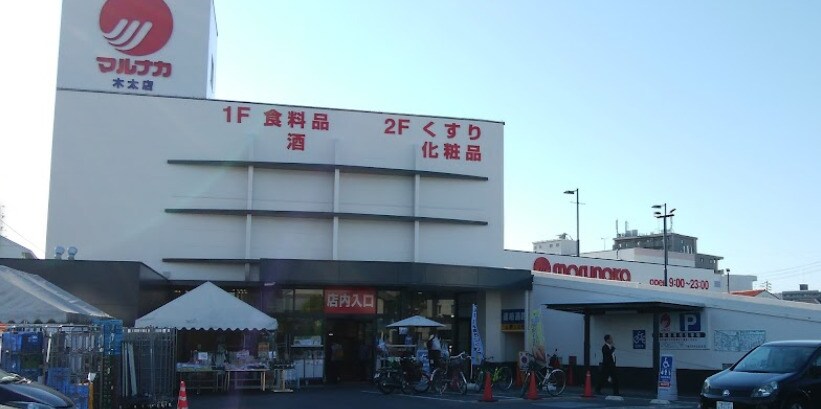 マルナカ
木太店
1F 食料品
酒
2F くすり
化粧品
marunaka
open 9:00~23:00
店内入口
P